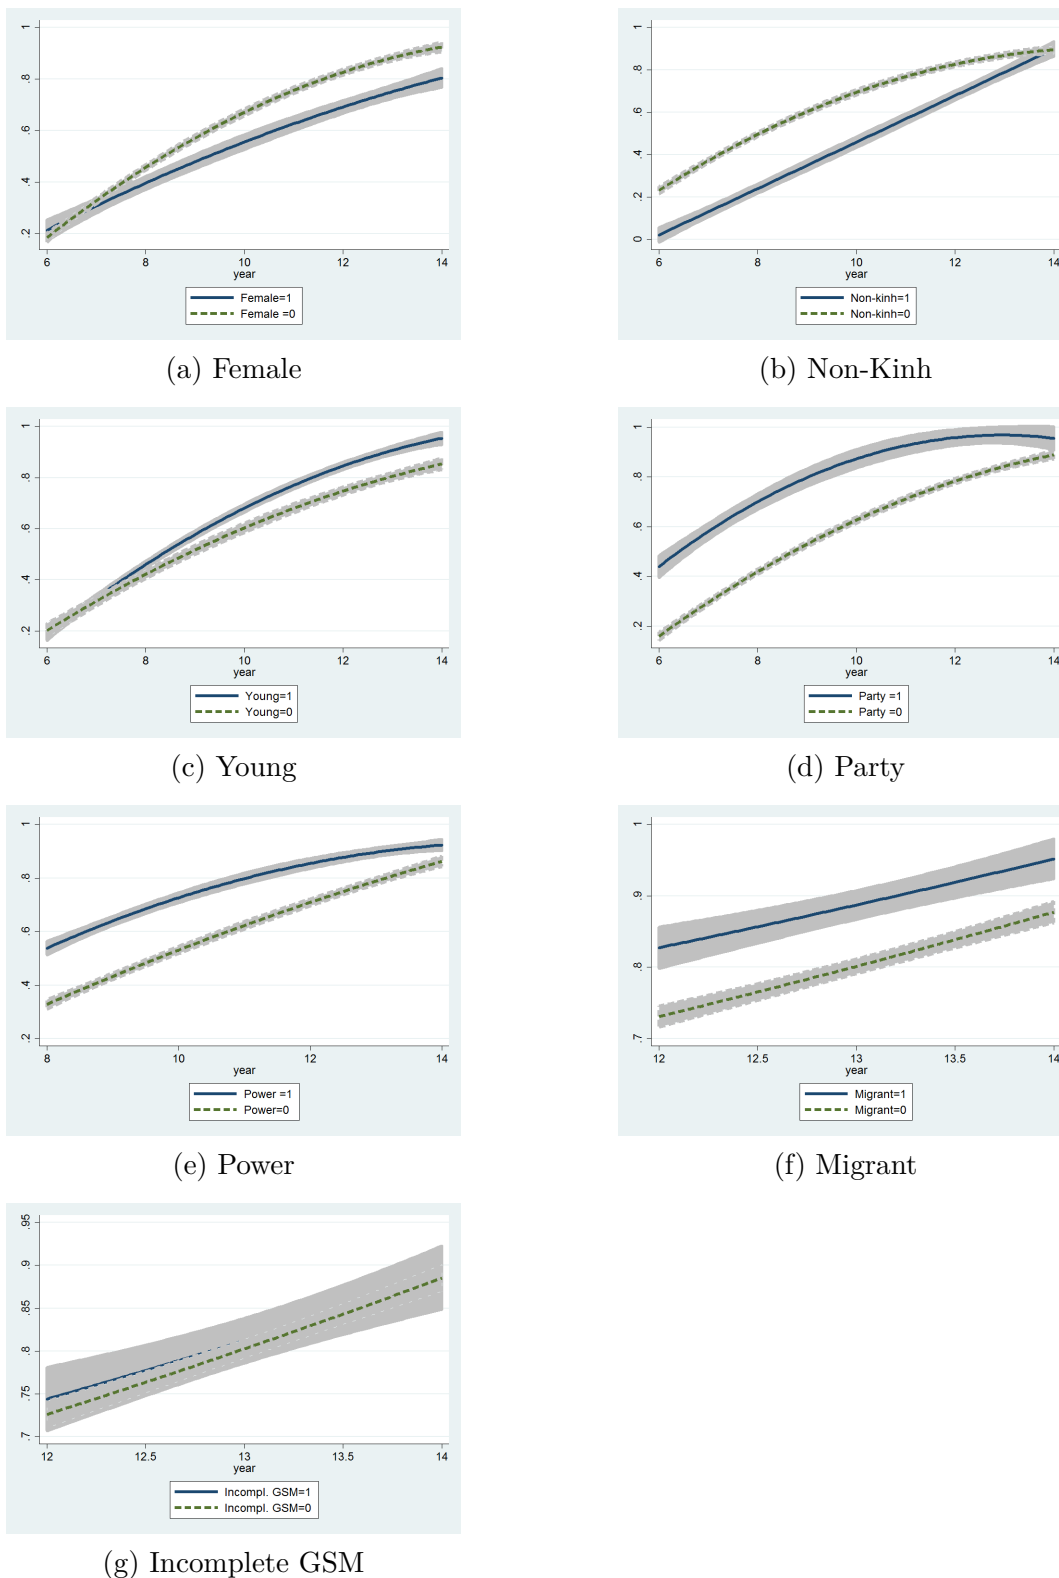 1
.8
.6
.4
.2
6 8 10 12 14
year
Female=1
Female =0
(a) Female
1
.8
.6
.4
.2
0
6 8 10 12 14
year
Non-kinh=1
Non-kinh=0
(b) Non-Kinh
1
.8
.6
.4
.2
6 8 10 12 14
year
Young=1
Young=0
(c) Young
1
.8
.6
.4
.2
6 8 10 12 14
year
Party =1
Party =0
(d) Party
1
.8
.6
.4
.2
8 10 12 14
year
Power =1
Power=0
(e) Power
1
.9
.8
.7
12 12.5 13 13.5 14
year
Migrant=1
Migrant=0
(f) Migrant
.95
.9
.85
.8
.75
.7
12 12.5 13 13.5 14
year
Incompl. GSM=1
Incompl. GSM=0
(g) Incomplete GSM